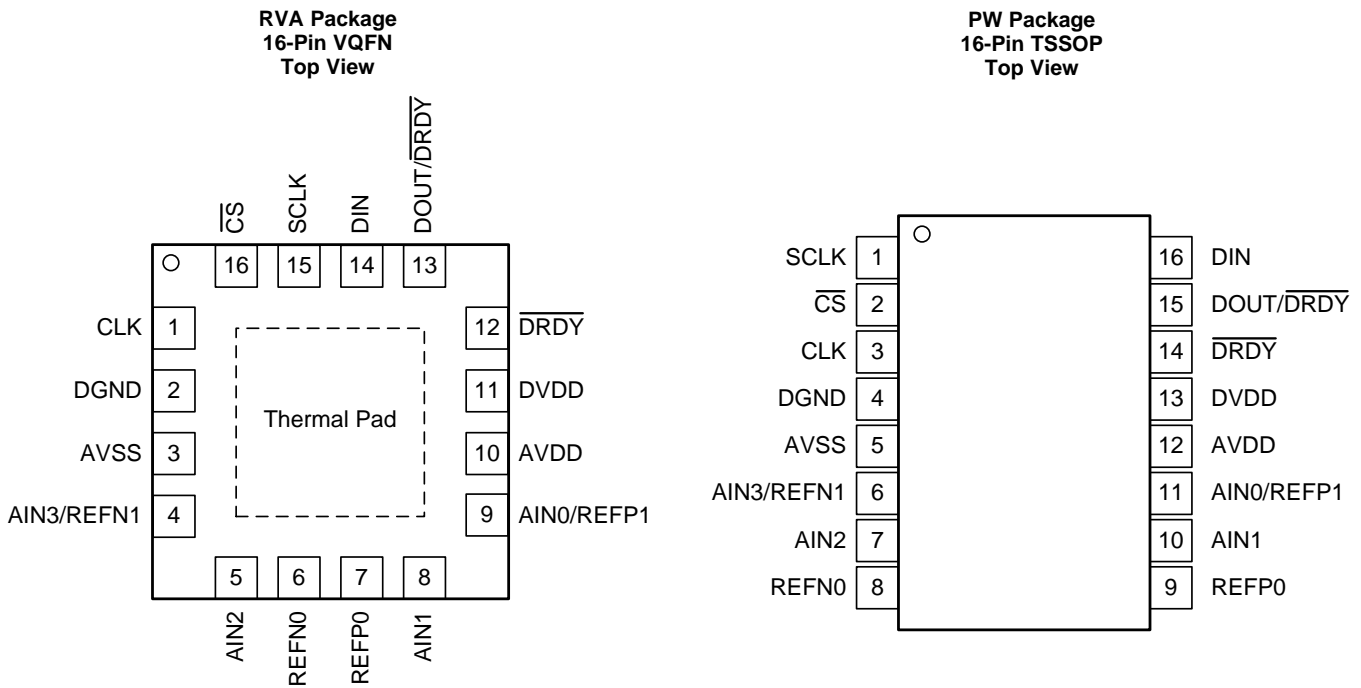 RVA Package
16-Pin VQFN
Top View
CS
SCLK
DIN
DOUT/DRDY
16
15
14
13
CLK
1
12
DRDY
DGND
2
11
DVDD
Thermal Pad
AVSS
3
10
AVDD
AIN3/REFN1
4
9
AIN0/REFP1
5
6
7
8
AIN2
REFN0
REFP0
AIN1
PW Package
16-Pin TSSOP
Top View
SCLK
1
16
DIN
CS
2
15
DOUT/DRDY
CLK
3
14
DRDY
DGND
4
13
DVDD
AVSS
5
12
AVDD
AIN3/REFN1
6
11
AIN0/REFP1
AIN2
7
10
AIN1
REFN0
8
9
REFP0